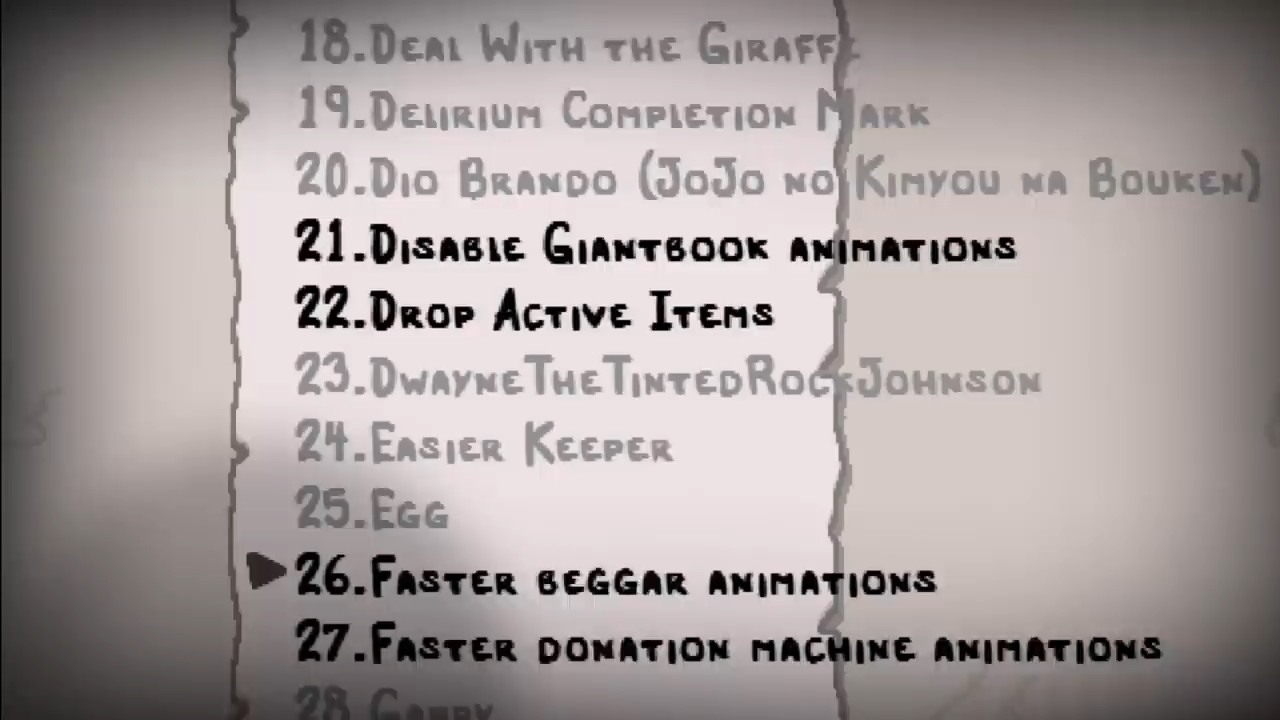 18.Deal With the Giraffe
19.Delirium Completion Mark
20.Dio Brando (JoJo no Kimyou na Bouken)
21.Disable Giantbook animations
22.Drop Active Items
23.DwayneTheTintedRockJohnson
24.Easier Keeper
25.Egg
26.Faster beggar animations
27.Faster donation machine animations
28